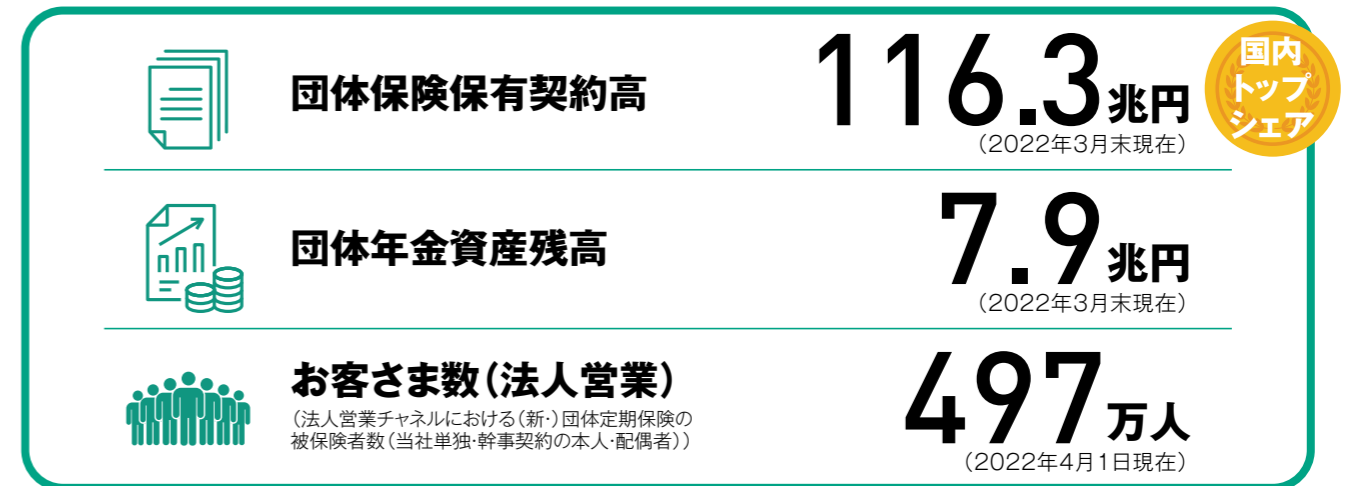 団体保険保有契約高
116.3兆円
(2022年3月末現在)
国内
トップ
シェア
団体年金資産残高
7.9兆円
(2022年3月末現在)
お客さま数(法人営業)
(法人営業チャネルにおける(新・)団体定期保険の
被保険者数(当社単独・幹事契約の本人・配偶者))
497万人
(2022年4月1日現在)